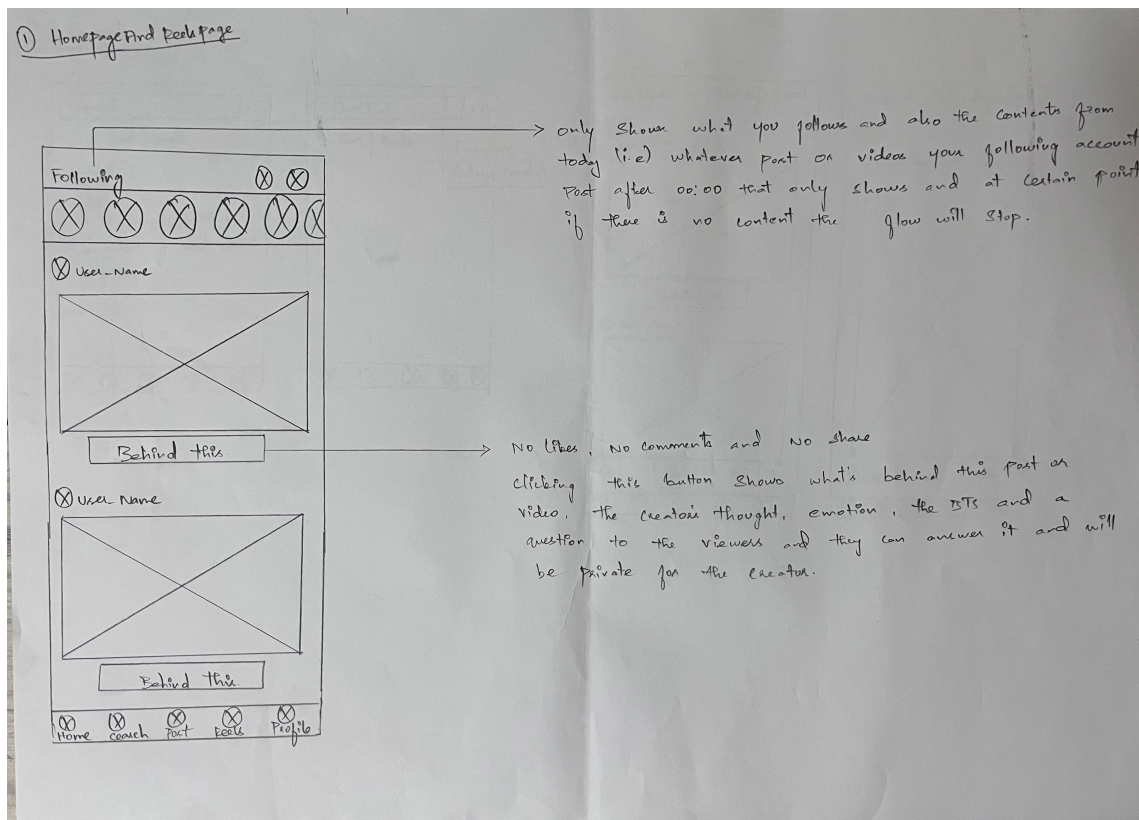 ① Homepage And Reels page
Following
User_Name
Behind this
User_Name
Behind this
Home Search Post Reels Profile
only Shows what you follows and also the contents from
today (i.e) whatever post or videos your following account
Post after 00:00 that only shows and at certain point
if there is no content the flow will stop.
No likes, No comments and No share
clicking this button shows what's behind this post or
video, the creators thought, emotion, the BTS and a
question to the viewers and they can answer it and will
be private for the creator.